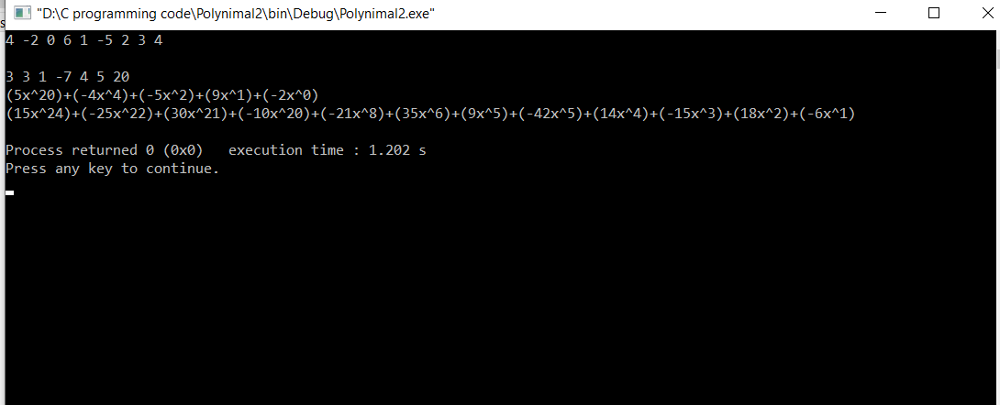 "D:\C programming code\Polynimal2\bin\Debug\Polynimal2.exe"
4 -2 0 6 1 -5 2 3 4
3 3 1 -7 4 5 20
(5x^20)+(-4x^4)+(-5x^2)+(9x^1)+(-2x^0)
(15x^24)+(-25x^22)+(30x^21)+(-10x^20)+(-21x^8)+(35x^6)+(9x^5)+(-42x^5)+(14x^4)+(-15x^3)+(18x^2)+(-6x^1)
Process returned 0 (0x0)   execution time : 1.202 s
Press any key to continue.